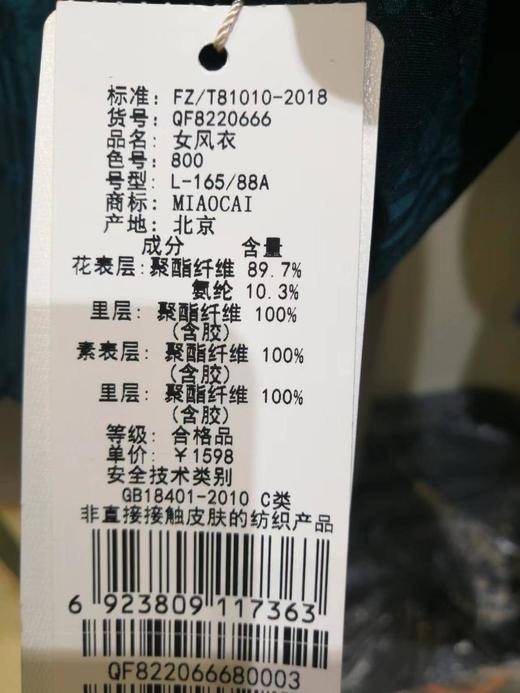 标准: FZ/T81010-2018
货号: QF8220666
品名: 女风衣
色号: 800
号型: L-165/88A
商标: MIAOCAI
产地: 北京
成分 含量
花表层: 聚酯纤维 89.7%
氨纶 10.3%
里层: 聚酯纤维 100%
(含胶)
素表层: 聚酯纤维 100%
(含胶)
里层: 聚酯纤维 100%
(含胶)
等级: 合格品
单价: ￥1598
安全技术类别
GB18401-2010 C类
非直接接触皮肤的纺织产品
6 923809 117363
QF822066680003